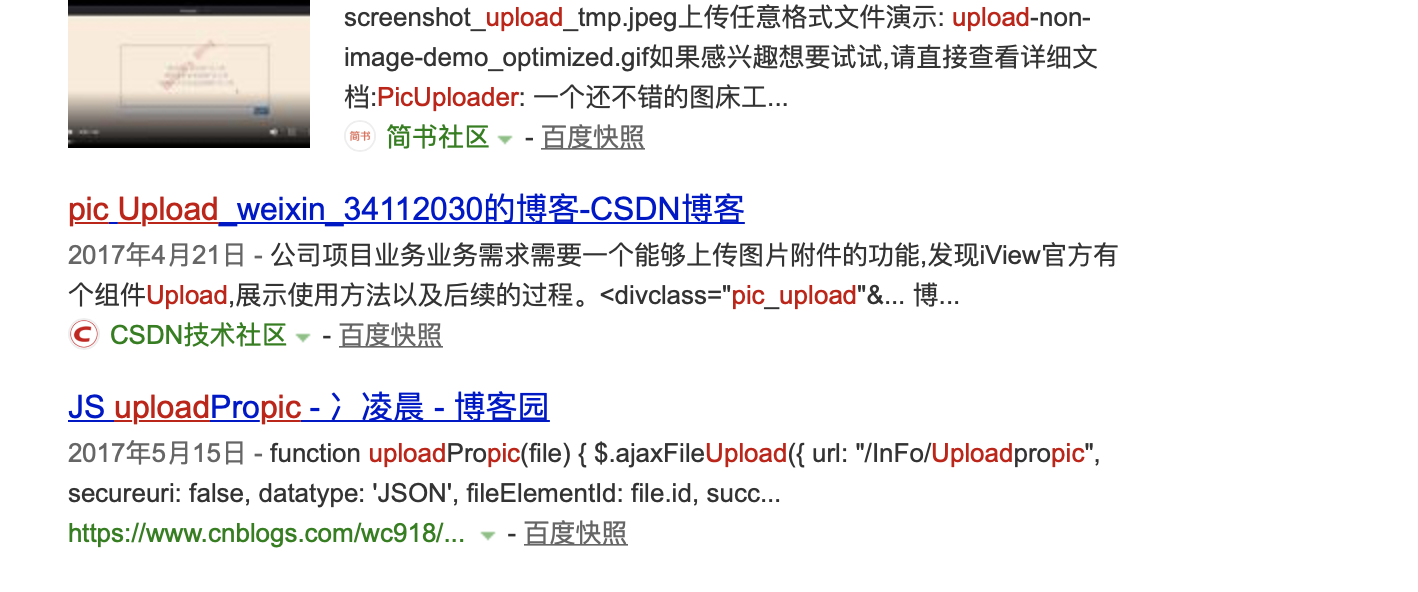 screenshot_upload_tmp.jpeg上传任意格式文件演示: upload-non-
image-demo_optimized.gif如果感兴趣想要试试,请直接查看详细文
档:PicUploader: 一个还不错的图床工...
简书 简书社区 - 百度快照
pic Upload_weixin_34112030的博客-CSDN博客
2017年4月21日 - 公司项目业务业务需求需要一个能够上传图片附件的功能,发现iView官方有
个组件Upload,展示使用方法以及后续的过程。<divclass="pic_upload"&... 博...
C CSDN技术社区 - 百度快照
JS uploadPropic - 冫凌晨 - 博客园
2017年5月15日 - function uploadPropic(file) { $.ajaxFileUpload({ url: "/InFo/Uploadpropic",
secureuri: false, datatype: 'JSON', fileElementId: file.id, succ...
https://www.cnblogs.com/wc918/... - 百度快照